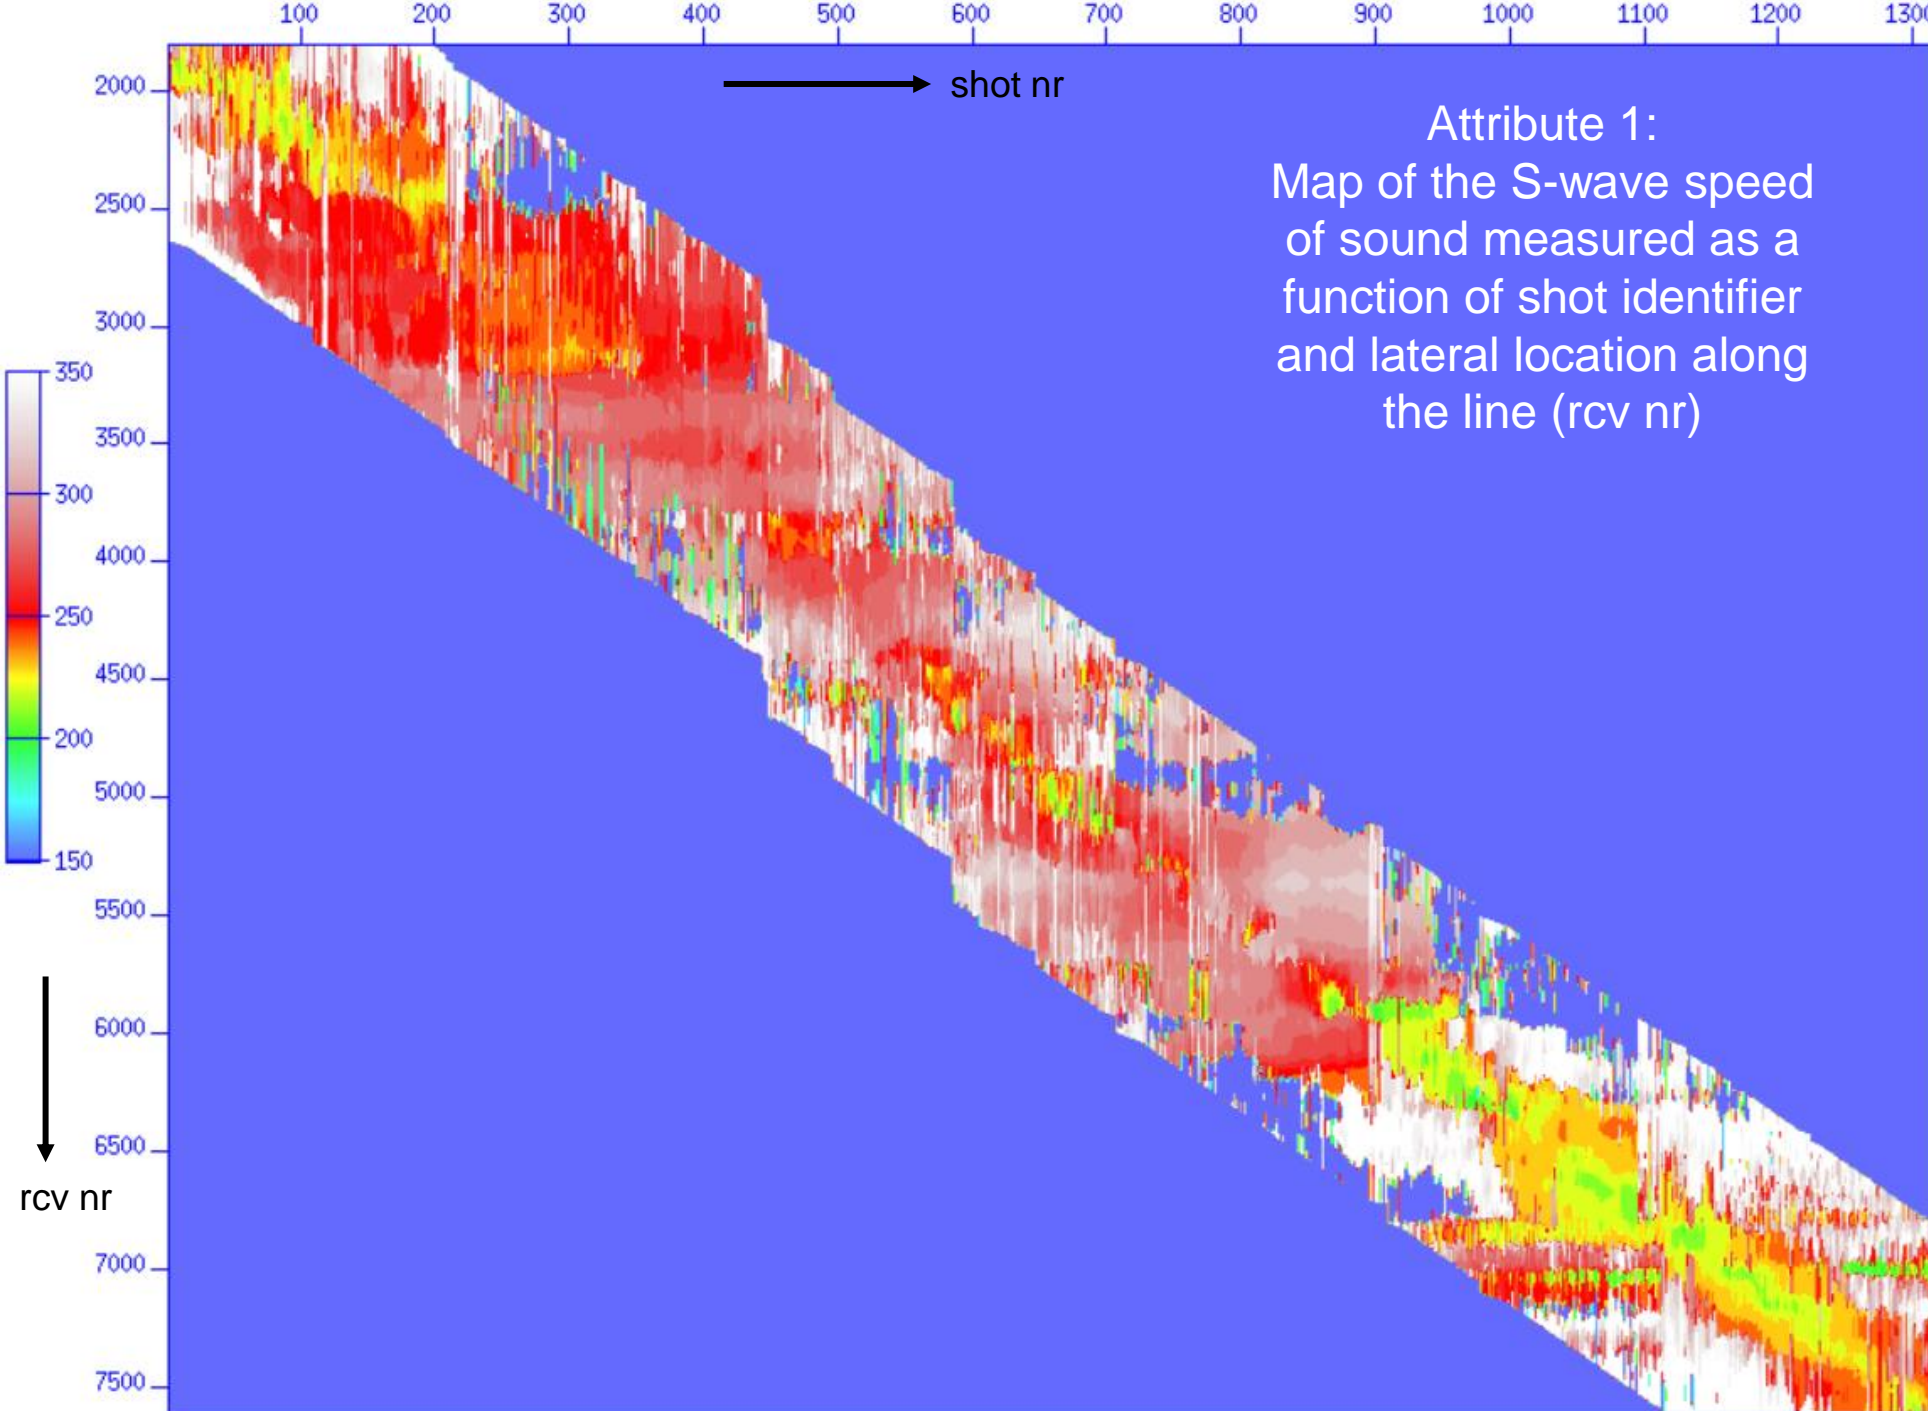 100 200 300 400 500 600 700 800 900 1000 1100 1200 1300
shot nr
Attribute 1:
Map of the S-wave speed
of sound measured as a
function of shot identifier
and lateral location along
the line (rcv nr)
2000
2500
3000
3500
4000
4500
5000
5500
6000
6500
7000
7500
350
300
250
200
150
rcv nr